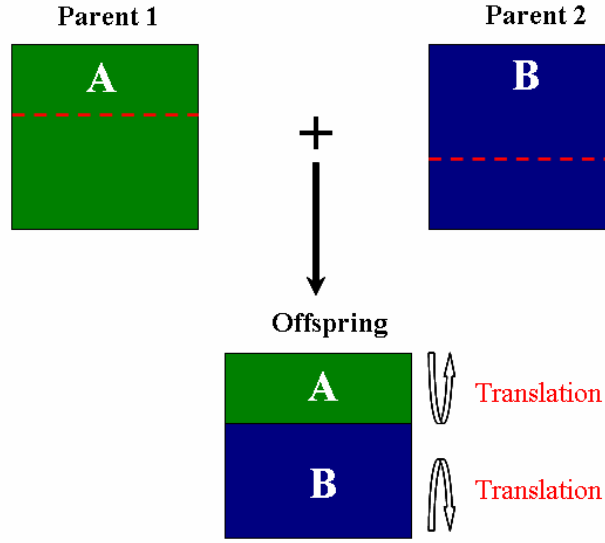 Parent 1
Parent 2
A
B
+
Offspring
A
Translation
B
Translation